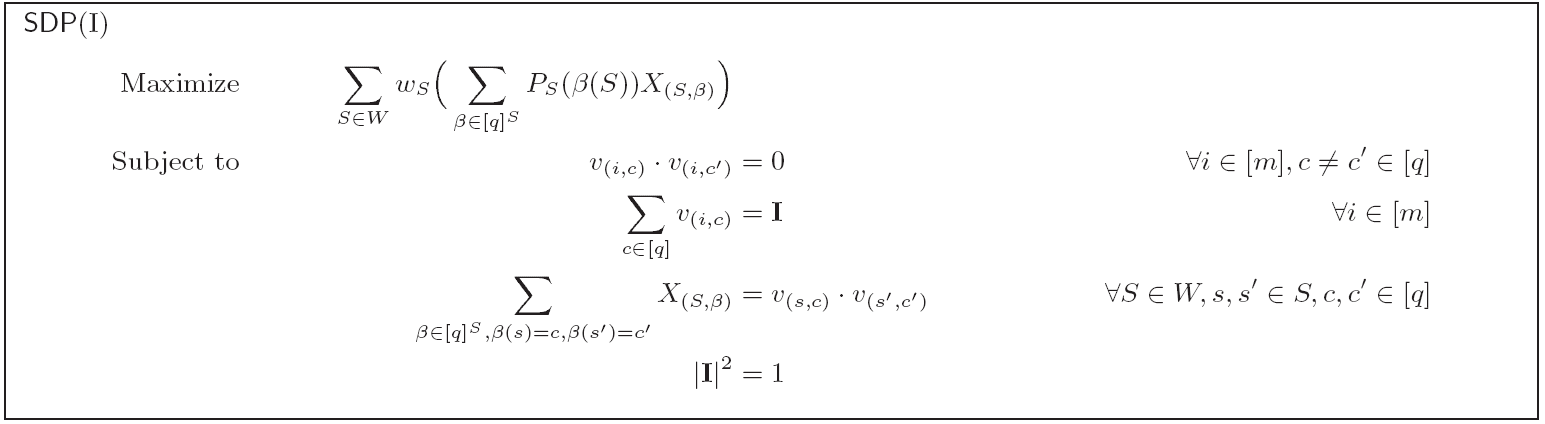 SDP(I)
Maximize ∑_{S∈W} w_S ( ∑_{β∈[q]^S} P_S(β(S))X_{(S,β)} )
Subject to v_{(i,c)} · v_{(i,c′)} = 0 ∀i ∈ [m], c ≠ c′ ∈ [q]
∑_{c∈[q]} v_{(i,c)} = 𝐈 ∀i ∈ [m]
∑_{β∈[q]^S,β(s)=c,β(s′)=c′} X_{(S,β)} = v_{(s,c)} · v_{(s′,c′)} ∀S ∈ W, s, s′ ∈ S, c, c′ ∈ [q]
|𝐈|² = 1